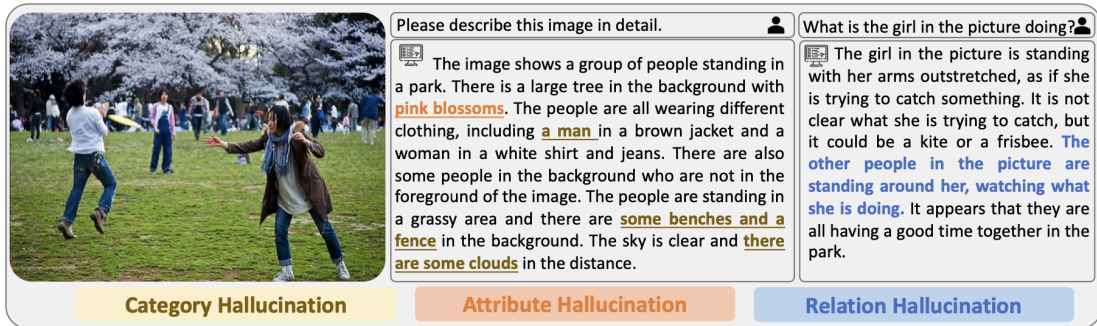 Please describe this image in detail.
The image shows a group of people standing in
a park. There is a large tree in the background with
pink blossoms. The people are all wearing different
clothing, including a man in a brown jacket and a
woman in a white shirt and jeans. There are also
some people in the background who are not in the
foreground of the image. The people are standing in
a grassy area and there are some benches and a
fence in the background. The sky is clear and there
are some clouds in the distance.
What is the girl in the picture doing?
The girl in the picture is standing
with her arms outstretched, as if she
is trying to catch something. It is not
clear what she is trying to catch, but
it could be a kite or a frisbee. The
other people in the picture are
standing around her, watching what
she is doing. It appears that they are
all having a good time together in the
park.
Category Hallucination
Attribute Hallucination
Relation Hallucination